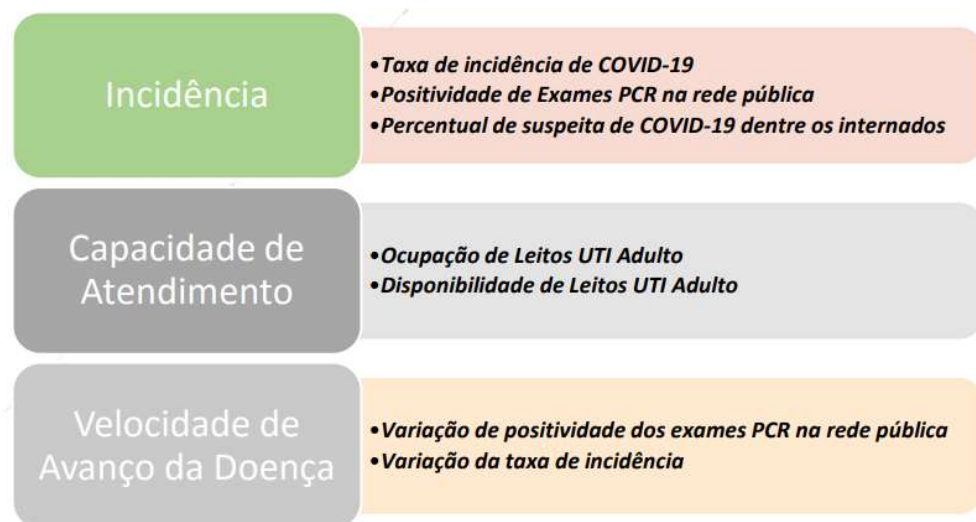 Incidência
•Taxa de incidência de COVID-19
•Positividade de Exames PCR na rede pública
•Percentual de suspeita de COVID-19 dentre os internados
Capacidade de
Atendimento
•Ocupação de Leitos UTI Adulto
•Disponibilidade de Leitos UTI Adulto
Velocidade de
Avanço da Doença
•Variação de positividade dos exames PCR na rede pública
•Variação da taxa de incidência